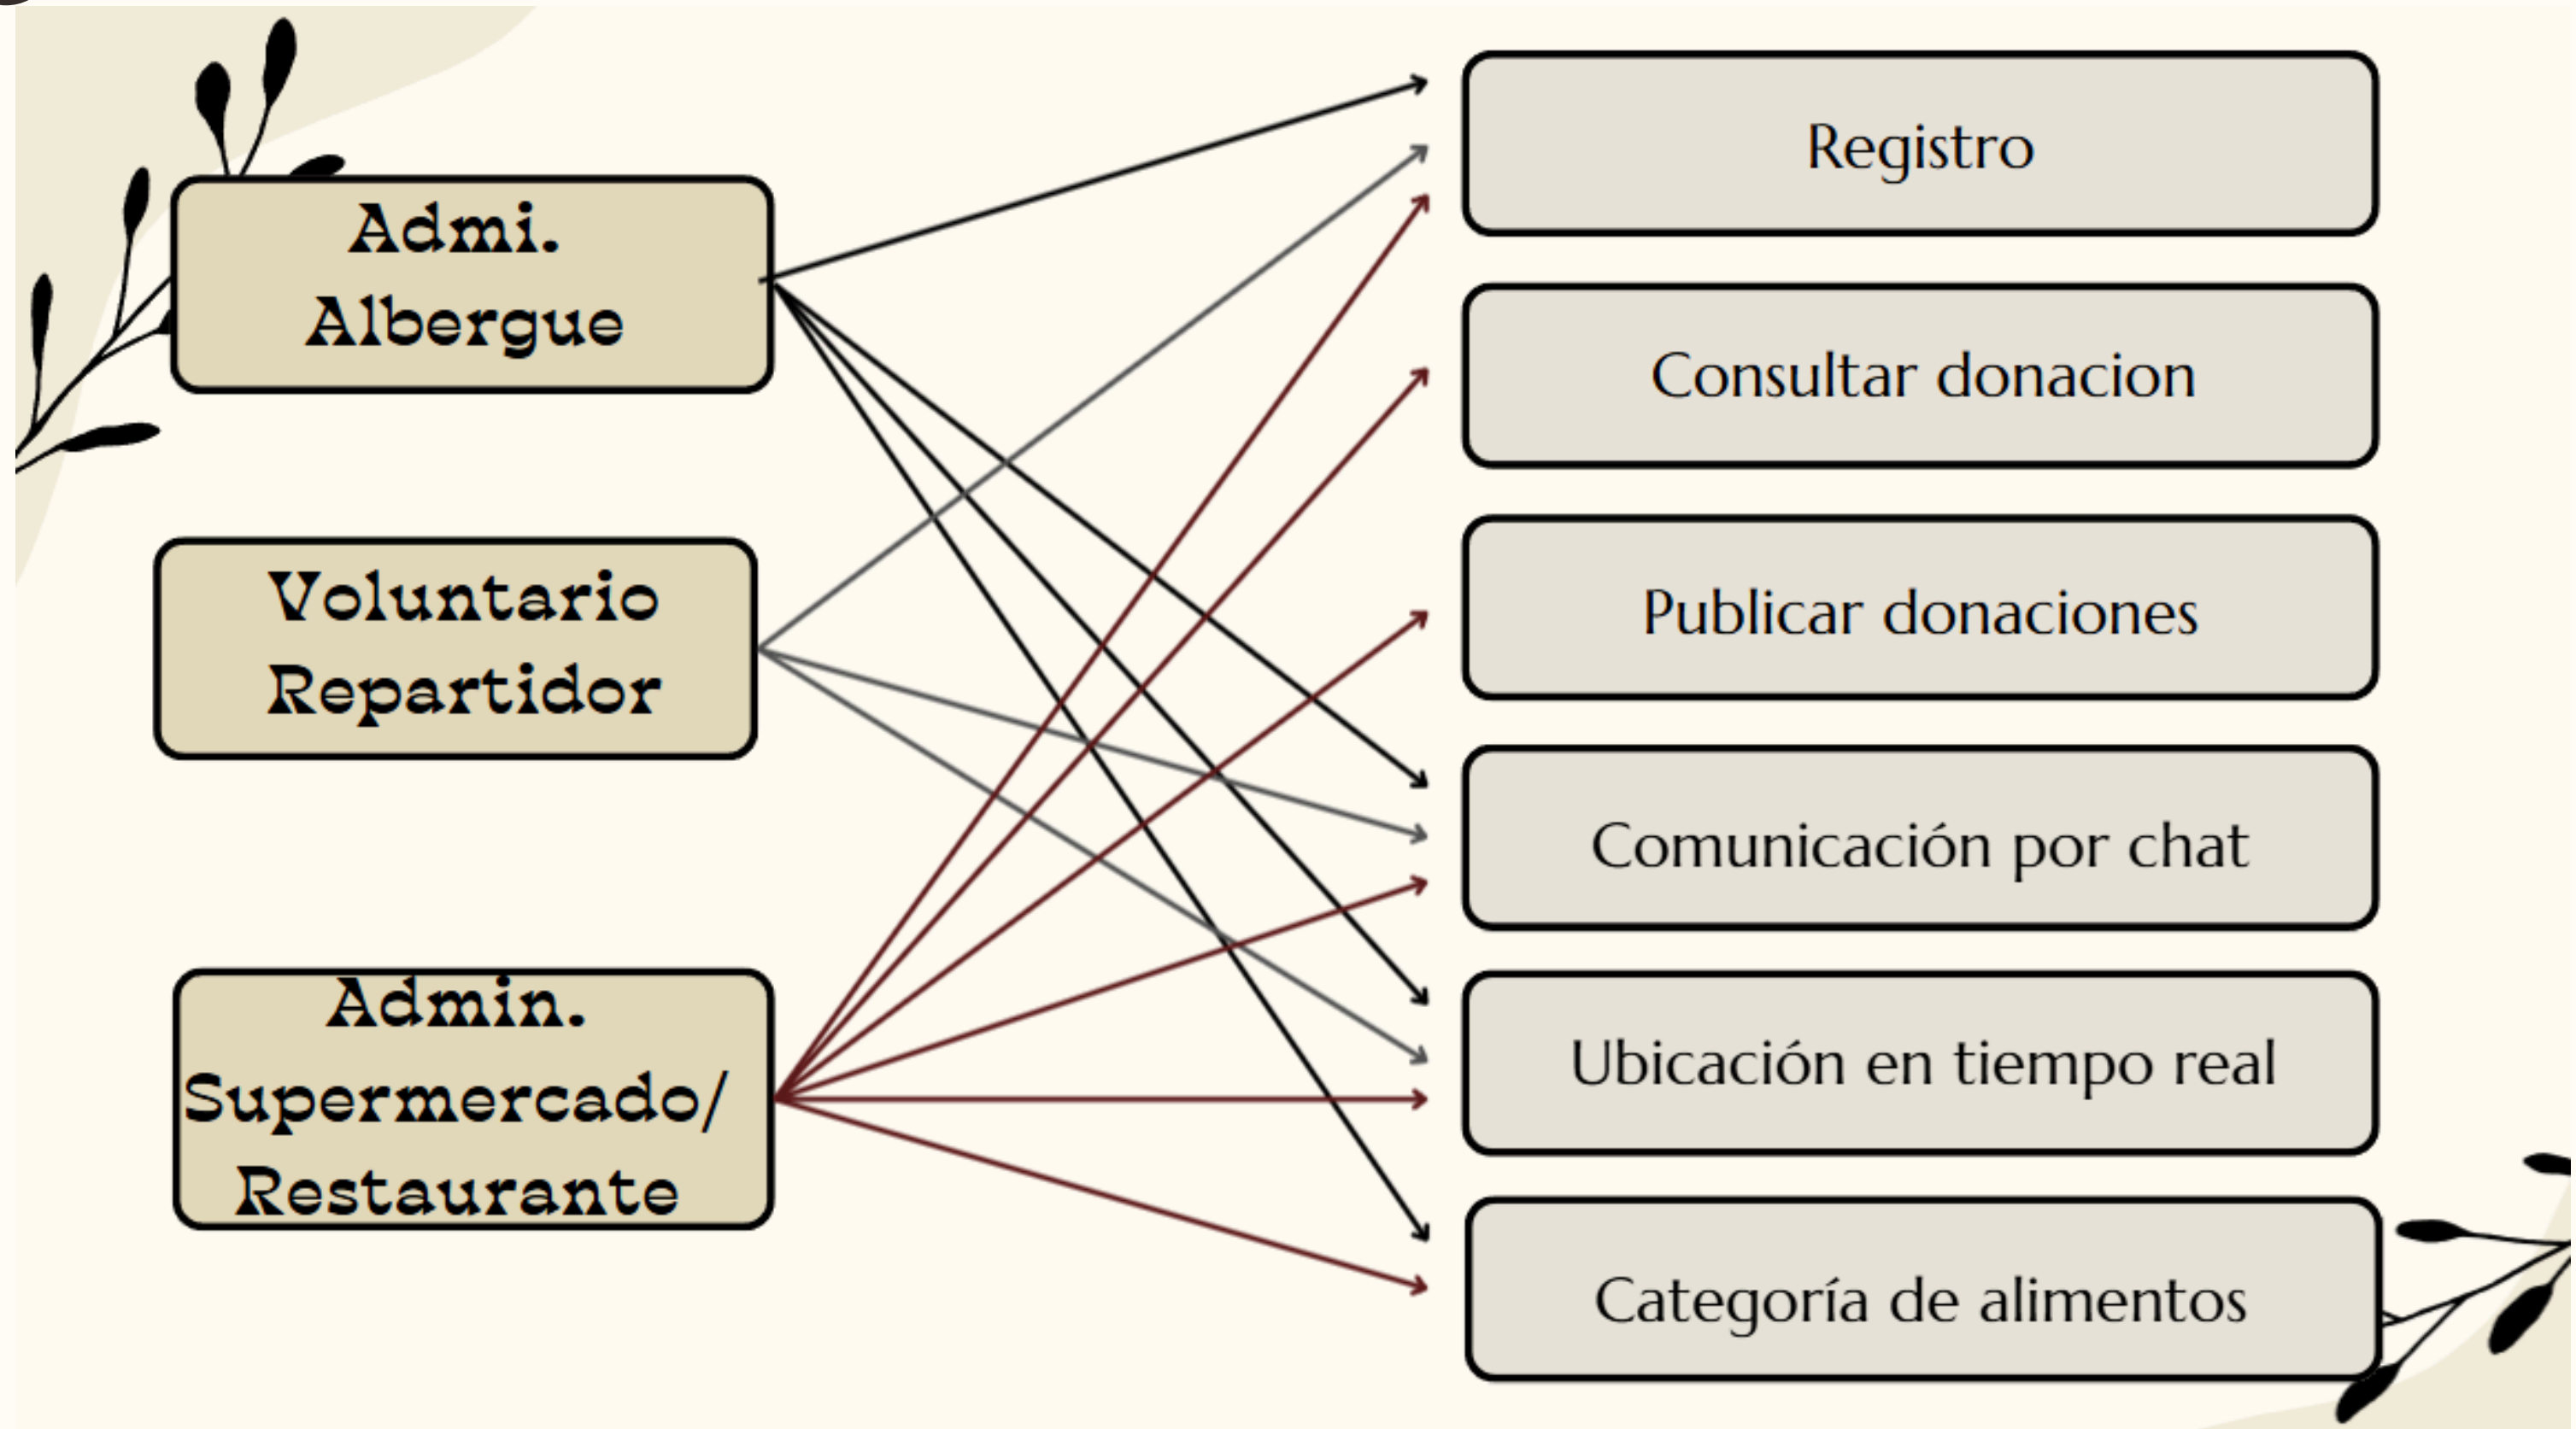 Admi.
Albergue
Voluntario
Repartidor
Admin.
Supermercado/
Restaurante
Registro
Consultar donacion
Publicar donaciones
Comunicación por chat
Ubicación en tiempo real
Categoría de alimentos